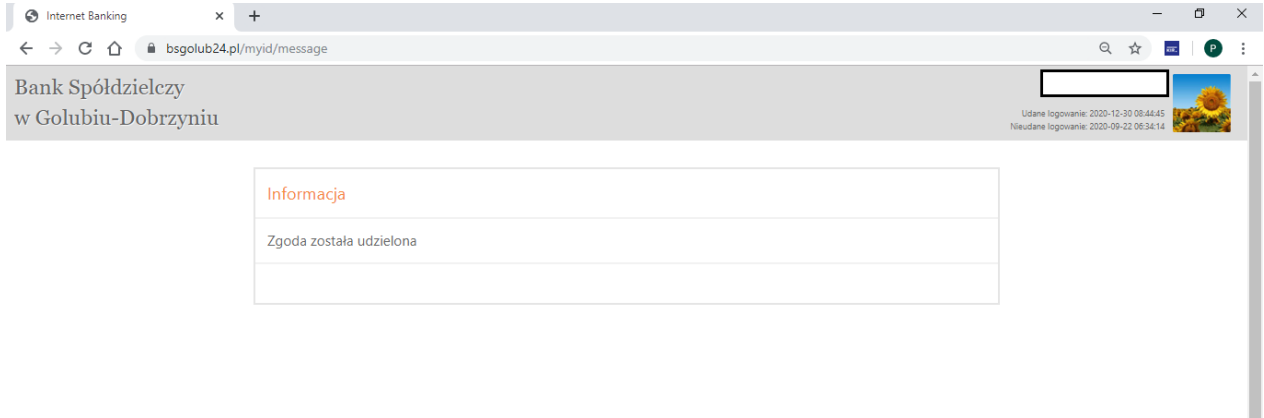 Internet Banking
bsgolub24.pl/myid/message
P
Bank Spółdzielczy
w Golubiu-Dobrzyniu
Udane logowanie: 2020-12-30 08:44:45
Nieudane logowanie: 2020-09-22 06:34:14
Informacja
Zgoda została udzielona